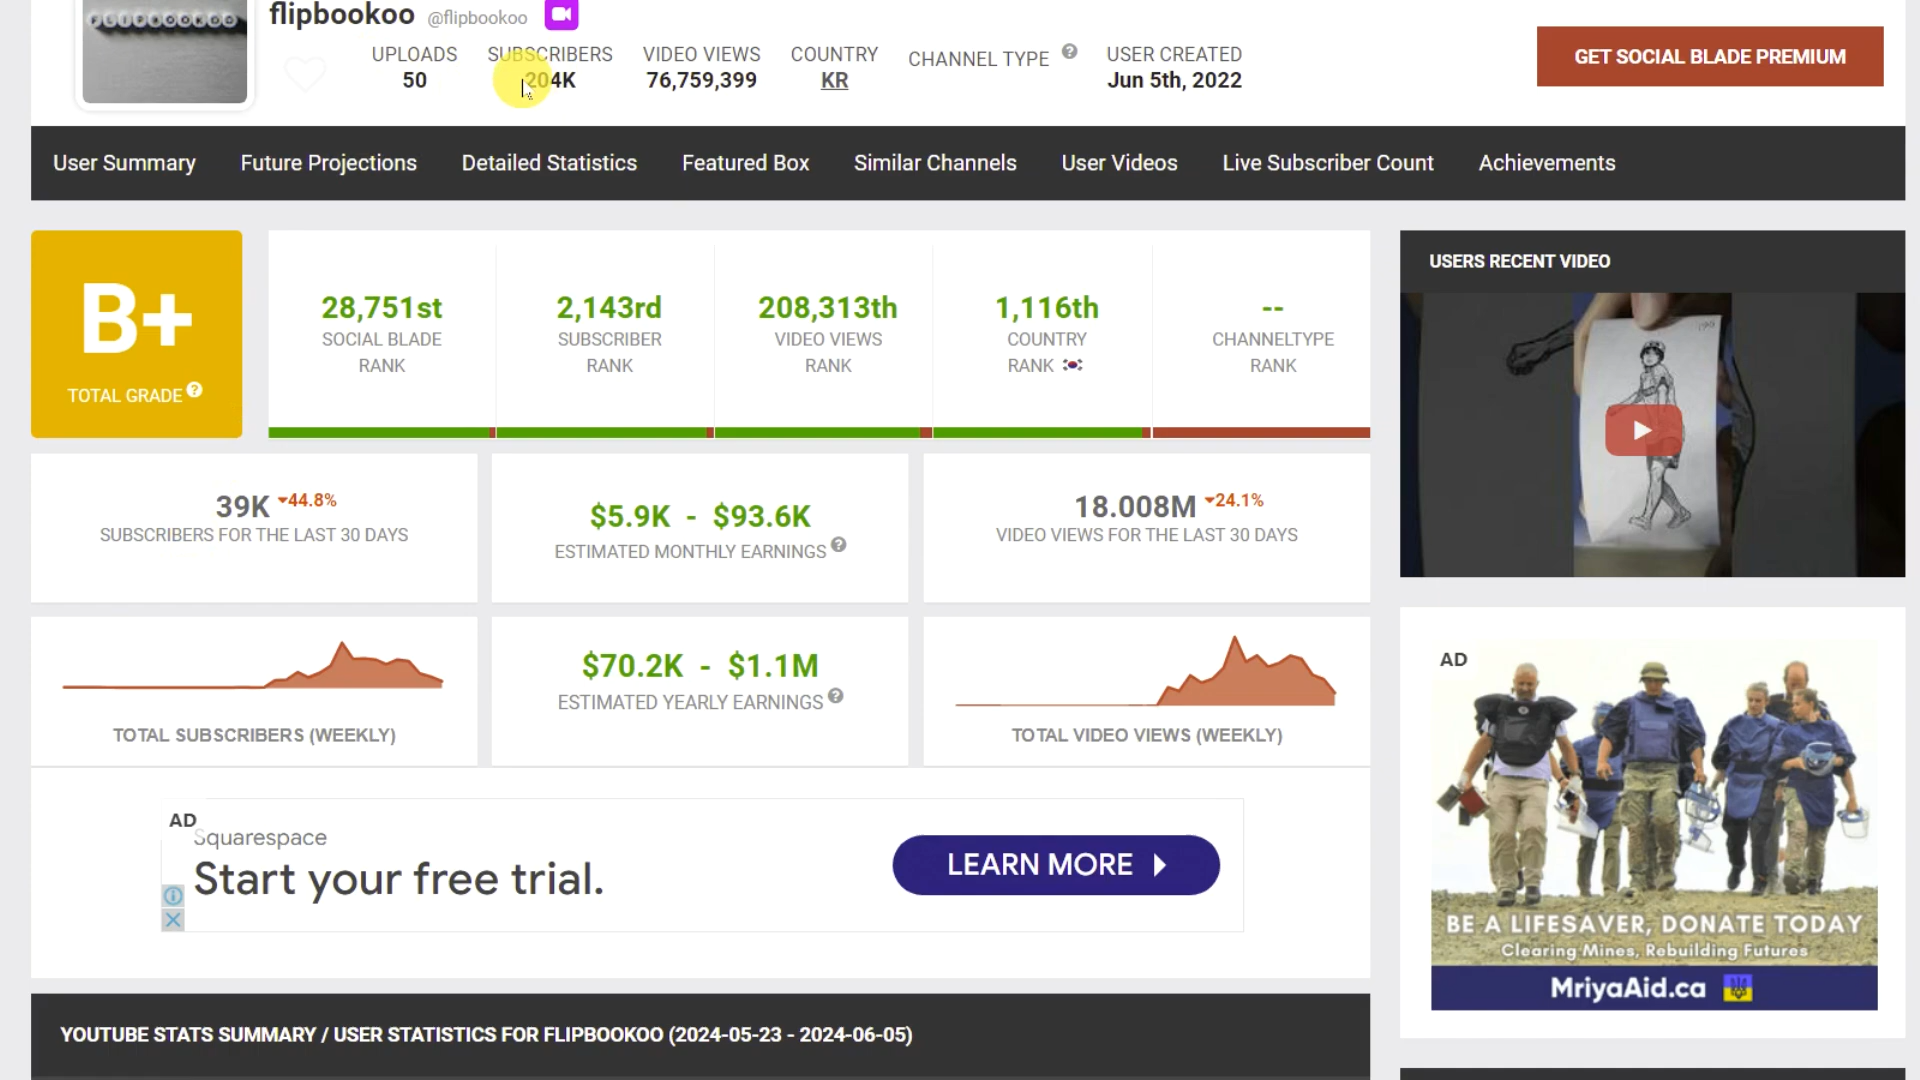 FLIPBOOKOO
flipbookoo @flipbookoo
UPLOADS
50
SUBSCRIBERS
204K
VIDEO VIEWS
76,759,399
COUNTRY
KR
CHANNEL TYPE ?
USER CREATED
Jun 5th, 2022
GET SOCIAL BLADE PREMIUM
User Summary Future Projections Detailed Statistics Featured Box Similar Channels User Videos Live Subscriber Count Achievements
B+
TOTAL GRADE ?
28,751st
SOCIAL BLADE
RANK
2,143rd
SUBSCRIBER
RANK
208,313th
VIDEO VIEWS
RANK
1,116th
COUNTRY
RANK
--
CHANNELTYPE
RANK
USERS RECENT VIDEO
39K 44.8%
SUBSCRIBERS FOR THE LAST 30 DAYS
$5.9K - $93.6K
ESTIMATED MONTHLY EARNINGS ?
18.008M 24.1%
VIDEO VIEWS FOR THE LAST 30 DAYS
TOTAL SUBSCRIBERS (WEEKLY)
$70.2K - $1.1M
ESTIMATED YEARLY EARNINGS ?
TOTAL VIDEO VIEWS (WEEKLY)
AD
Squarespace
Start your free trial.
LEARN MORE
AD
BE A LIFESAVER, DONATE TODAY
Clearing Mines, Rebuilding Futures
MriyaAid.ca
YOUTUBE STATS SUMMARY / USER STATISTICS FOR FLIPBOOKOO (2024-05-23 - 2024-06-05)